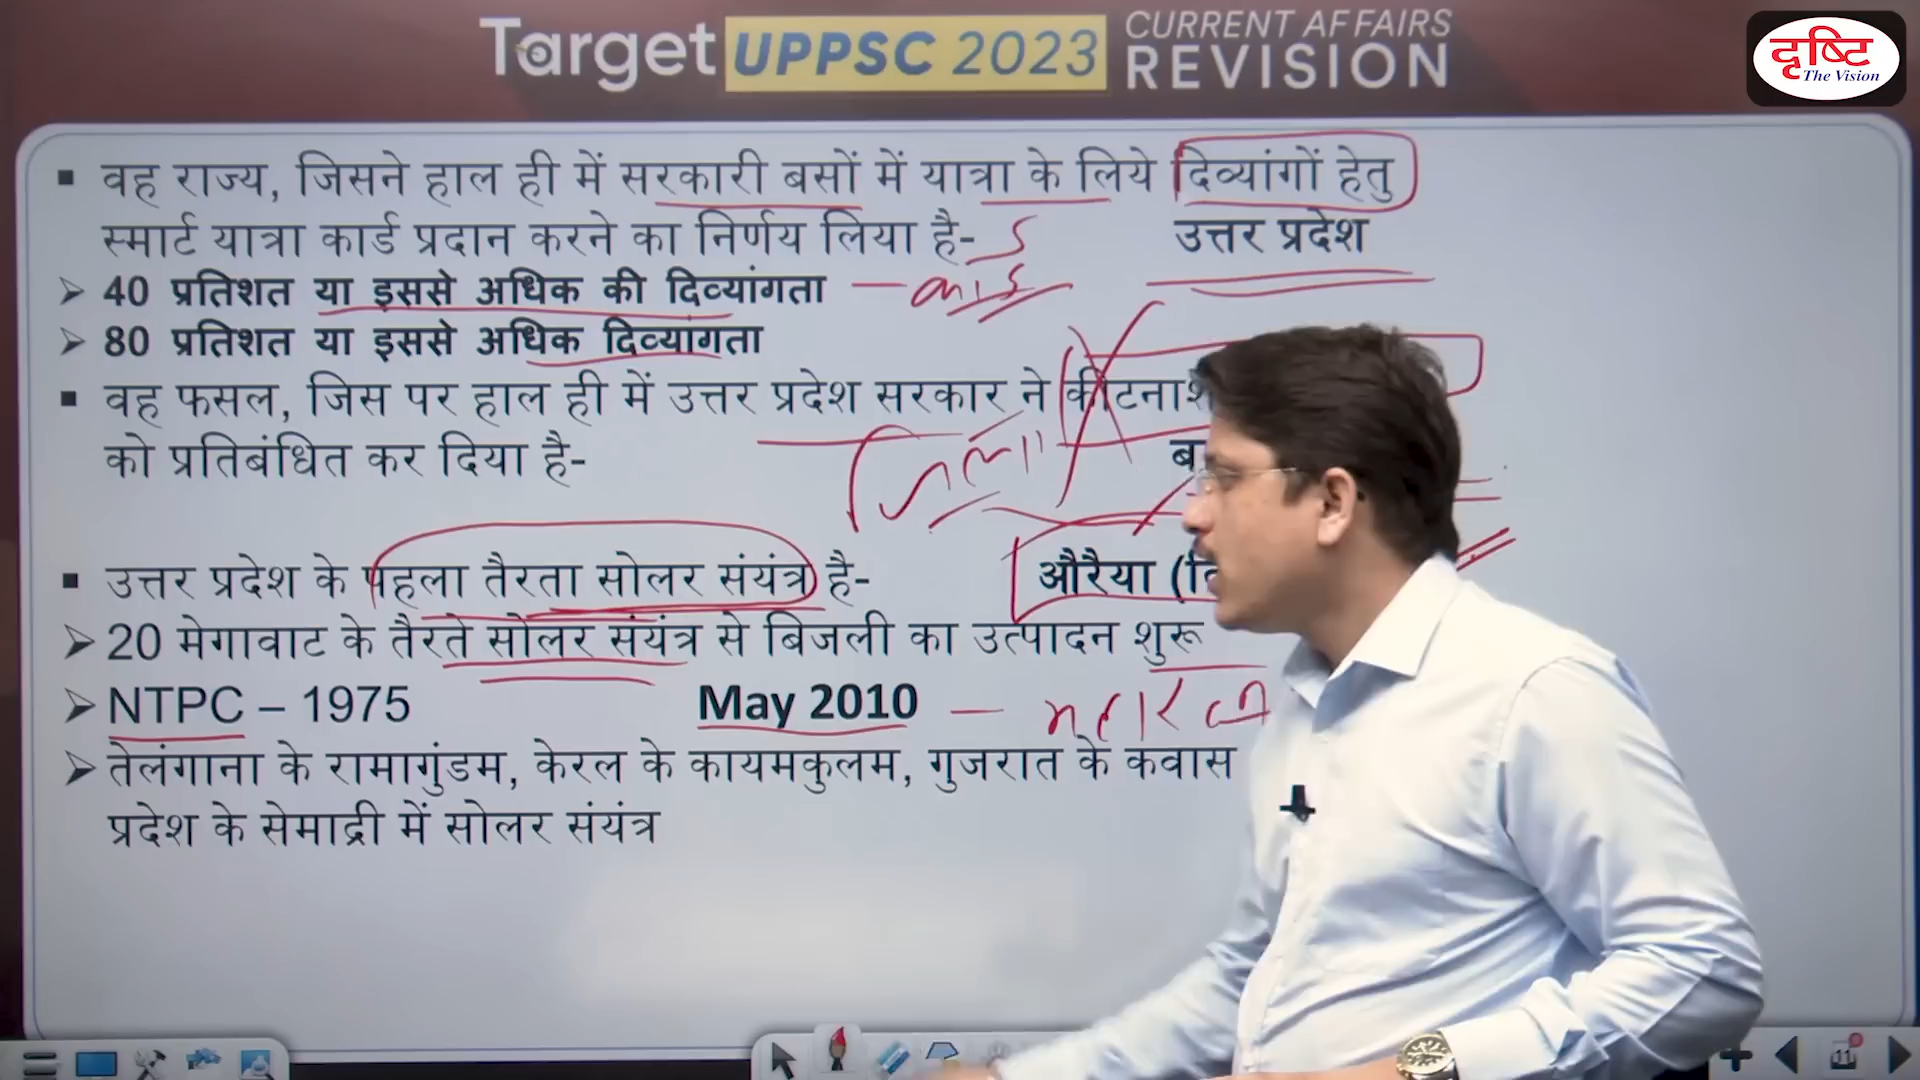 Target UPPSC 2023 CURRENT AFFAIRS REVISION
दृष्टि
The Vision
▪ वह राज्य, जिसने हाल ही में सरकारी बसों में यात्रा के लिये दिव्यांगों हेतु
स्मार्ट यात्रा कार्ड प्रदान करने का निर्णय लिया है- उत्तर प्रदेश
➢ 40 प्रतिशत या इससे अधिक की दिव्यांगता — कार्ड
➢ 80 प्रतिशत या इससे अधिक दिव्यांगता
▪ वह फसल, जिस पर हाल ही में उत्तर प्रदेश सरकार ने
को प्रतिबंधित कर दिया है-
जिला
▪ उत्तर प्रदेश के पहला तैरता सोलर संयंत्र है- औरैया
➢ 20 मेगावाट के तैरते सोलर संयंत्र से बिजली का उत्पादन शुरू
➢ NTPC – 1975 May 2010 — महारत्न
➢ तेलंगाना के रामागुंडम, केरल के कायमकुलम, गुजरात के कवास
प्रदेश के सेमाद्री में सोलर संयंत्र
11